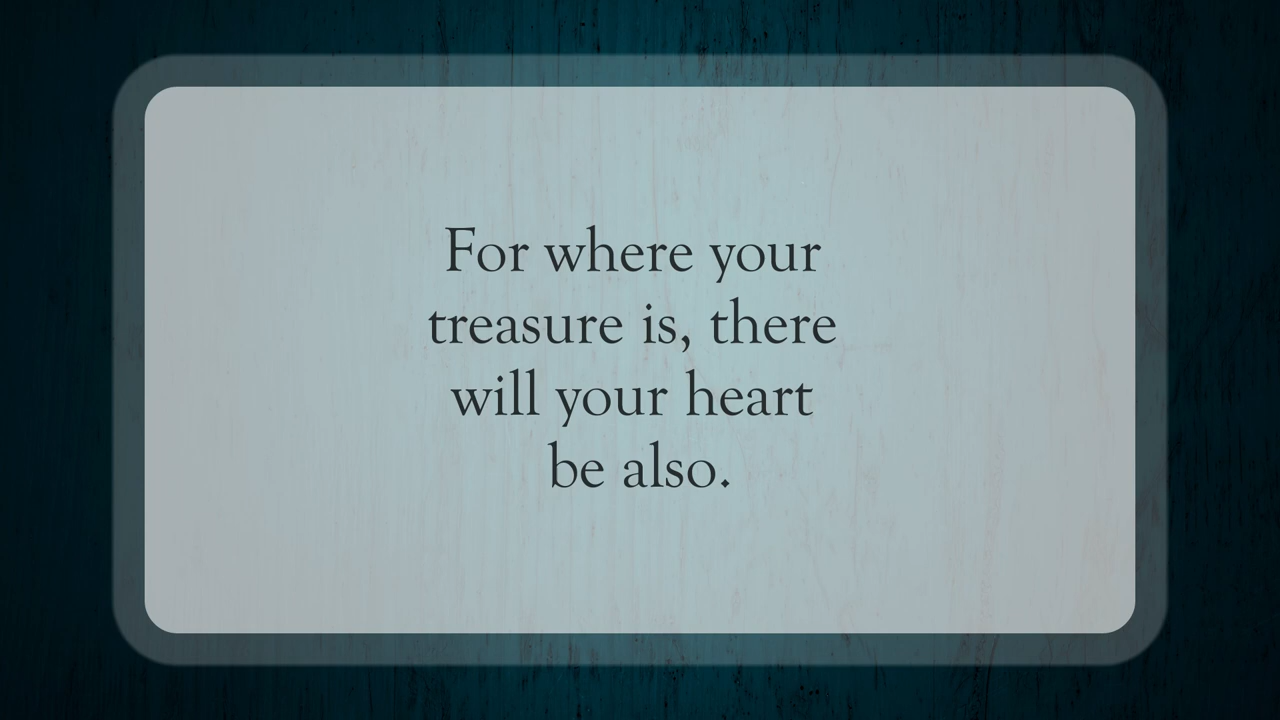 For where your
treasure is, there
will your heart
be also.